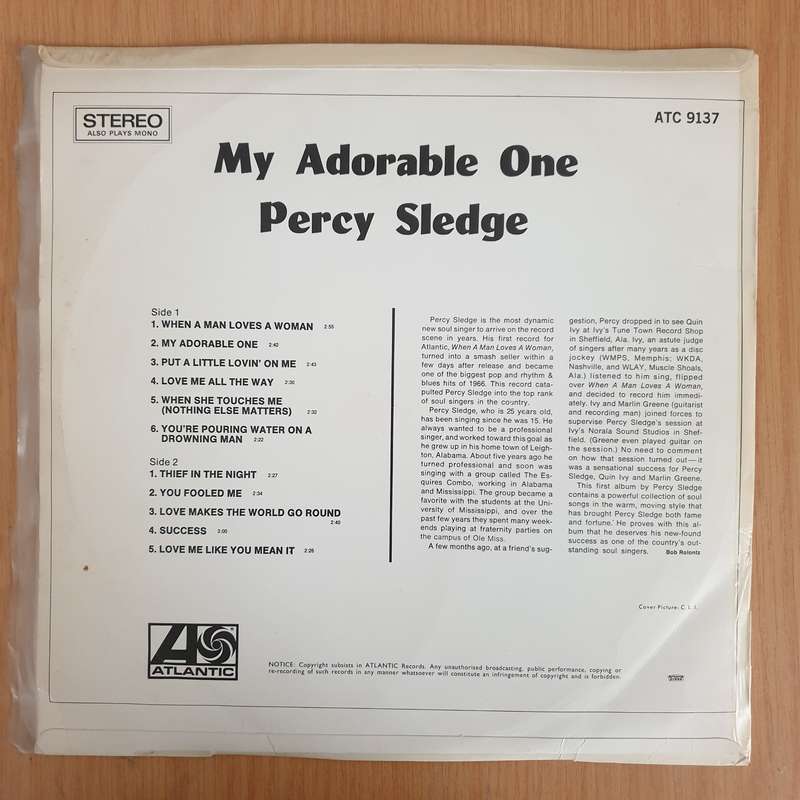 STEREO
ALSO PLAYS MONO
ATC 9137
My Adorable One
Percy Sledge
Side 1
1. WHEN A MAN LOVES A WOMAN 2:55
2. MY ADORABLE ONE 2:40
3. PUT A LITTLE LOVIN' ON ME 2:43
4. LOVE ME ALL THE WAY 2:30
5. WHEN SHE TOUCHES ME
(NOTHING ELSE MATTERS) 2:33
6. YOU'RE POURING WATER ON A
DROWNING MAN 2:22
Side 2
1. THIEF IN THE NIGHT 2:27
2. YOU FOOLED ME 2:34
3. LOVE MAKES THE WORLD GO ROUND
2:40
4. SUCCESS 2:00
5. LOVE ME LIKE YOU MEAN IT 2:26
Percy Sledge is the most dynamic
new soul singer to arrive on the record
scene in years. His first record for
Atlantic, When A Man Loves A Woman,
turned into a smash seller within a
few days after release and became
one of the biggest pop and rhythm &
blues hits of 1966. This record cata-
pulted Percy Sledge into the top rank
of soul singers in the country.
Percy Sledge, who is 25 years old,
has been singing since he was 15. He
always wanted to be a professional
singer, and worked toward this goal as
he grew up in his home town of Leigh-
ton, Alabama. About five years ago he
turned professional and soon was
singing with a group called The Es-
quires Combo, working in Alabama
and Mississippi. The group became a
favorite with the students at the Uni-
versity of Mississippi, and over the
past few years they spent many week-
ends playing at fraternity parties on
the campus of Ole Miss.
A few months ago, at a friend's sug-
gestion, Percy dropped in to see Quin
Ivy at Ivy's Tune Town Record Shop
in Sheffield, Ala. Ivy, an astute judge
of singers after many years as a disc
jockey (WMPS, Memphis; WKDA,
Nashville, and WLAY, Muscle Shoals,
Ala.) listened to him sing, flipped
over When A Man Loves A Woman,
and decided to record him immedi-
ately. Ivy and Marlin Greene (guitarist
and recording man) joined forces to
supervise Percy Sledge's session at
Ivy's Norala Sound Studios in Shef-
field. (Greene even played guitar on
the session.) No need to comment
on how that session turned out—it
was a sensational success for Percy
Sledge, Quin Ivy and Marlin Greene.
This first album by Percy Sledge
contains a powerful collection of soul
songs in the warm, moving style that
has brought Percy Sledge both fame
and fortune. He proves with this al-
bum that he deserves his new-found
success as one of the country's out-
standing soul singers. Bob Rolontz
Cover Picture: C. I. I.
ATLANTIC
NOTICE: Copyright subsists in ATLANTIC Records. Any unauthorised broadcasting, public performance, copying or
re-recording of such records in any manner whatsoever will constitute an infringement of copyright and is forbidden.